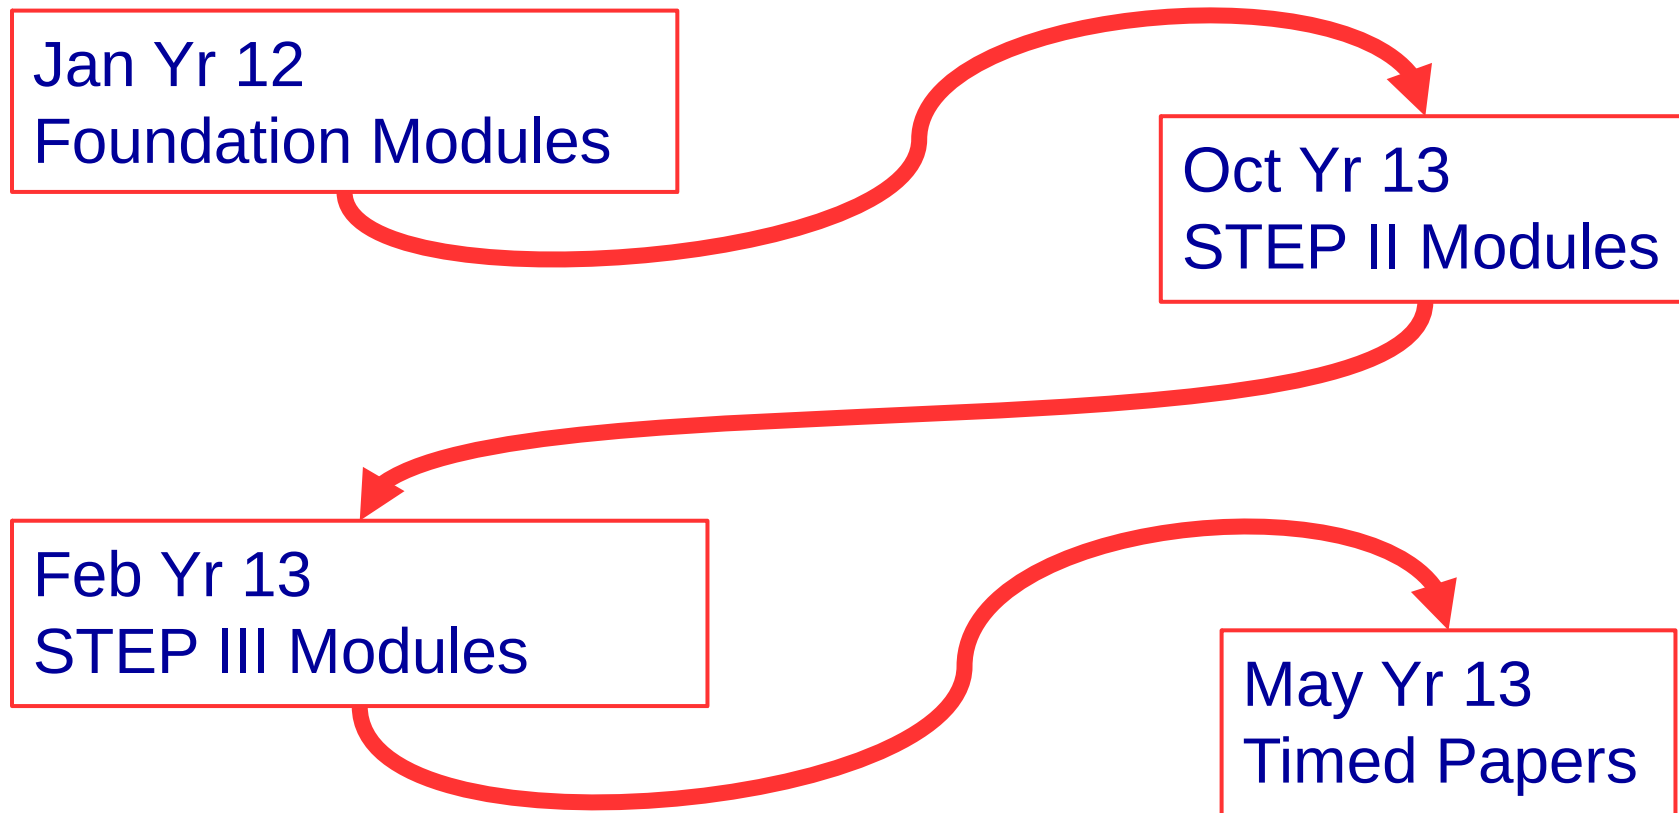 Jan Yr 12
Foundation Modules
Oct Yr 13
STEP II Modules
Feb Yr 13
STEP III Modules
May Yr 13
Timed Papers